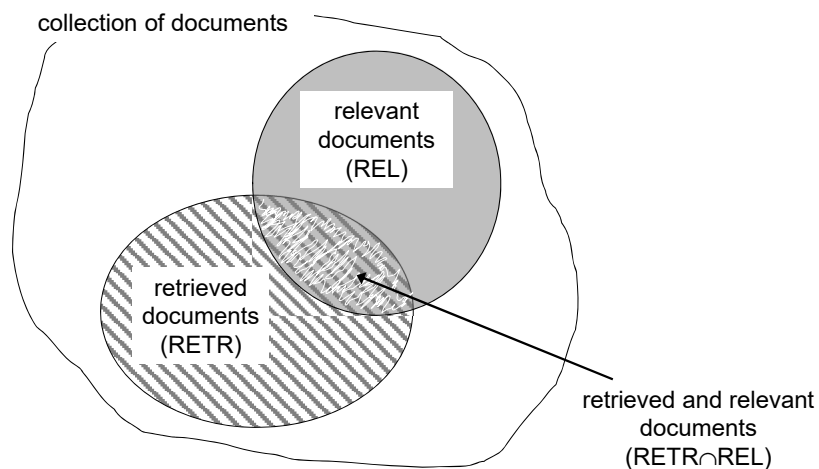 collection of documents
relevant
documents
(REL)
retrieved
documents
(RETR)
retrieved and relevant
documents
(RETR∩REL)